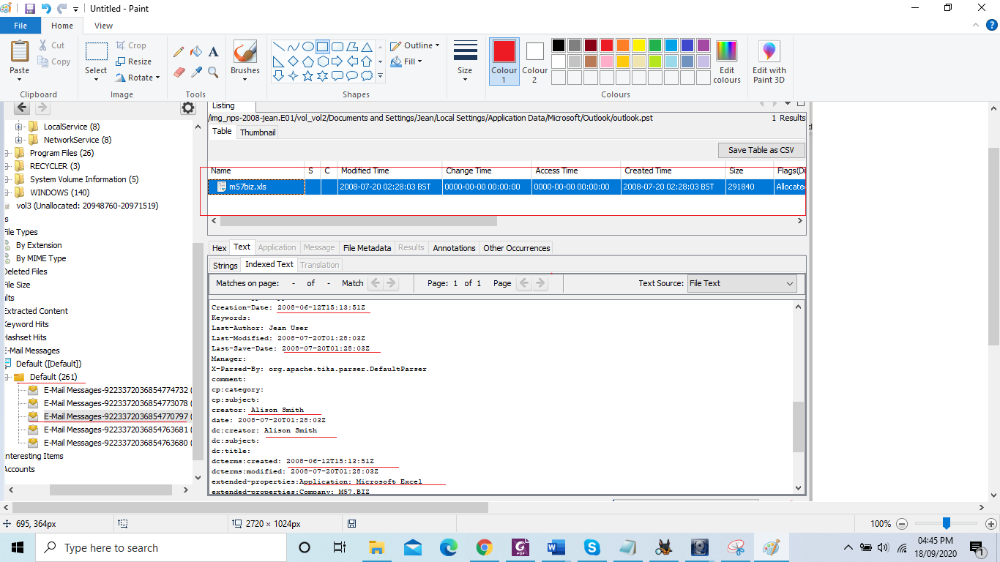 Untitled - Paint
File Home View
Paste
Cut
Copy
Clipboard
Select
Crop
Resize
Rotate
Image
Tools
Brushes
Shapes
Outline
Fill
Size
Colour 1
Colour 2
Edit colours
Edit with Paint 3D
Colours
LocalService (8)
NetworkService (8)
Program Files (26)
RECYCLER (3)
System Volume Information (5)
WINDOWS (140)
vol3 (Unallocated: 20948760-20971519)
s
File Types
By Extension
By MIME Type
Deleted Files
File Size
ults
Extracted Content
Keyword Hits
Hashset Hits
E-Mail Messages
Default ([Default])
Default (261)
E-Mail Messages-9223372036854774732 (
E-Mail Messages-9223372036854773078 (
E-Mail Messages-9223372036854770797 (
E-Mail Messages-9223372036854763681 (
E-Mail Messages-9223372036854763680 (
Interesting Items
Accounts
Listing
/img_nps-2008-jean.E01/vol_vol2/Documents and Settings/Jean/Local Settings/Application Data/Microsoft/Outlook/outlook.pst
1 Results
Table Thumbnail
Save Table as CSV
Name S C Modified Time Change Time Access Time Created Time Size Flags(Di
m57biz.xls 2008-07-20 02:28:03 BST 0000-00-00 00:00:00 0000-00-00 00:00:00 2008-07-20 02:28:03 BST 291840 Allocate
Hex Text Application Message File Metadata Results Annotations Other Occurrences
Strings Indexed Text Translation
Matches on page: - of - Match Page: 1 of 1 Page Text Source: File Text
Creation-Date: 2008-06-12T15:13:51Z
Keywords:
Last-Author: Jean User
Last-Modified: 2008-07-20T01:28:03Z
Last-Save-Date: 2008-07-20T01:28:03Z
Manager:
X-Parsed-By: org.apache.tika.parser.DefaultParser
comment:
cp:category:
cp:subject:
creator: Alison Smith
date: 2008-07-20T01:28:03Z
dc:creator: Alison Smith
dc:subject:
dc:title:
dcterms:created: 2008-06-12T15:13:51Z
dcterms:modified: 2008-07-20T01:28:03Z
extended-properties:Application: Microsoft Excel
extended-properties:Company: M57.BIZ
695, 364px
2720 × 1024px
100%
Type here to search
04:45 PM
18/09/2020
1